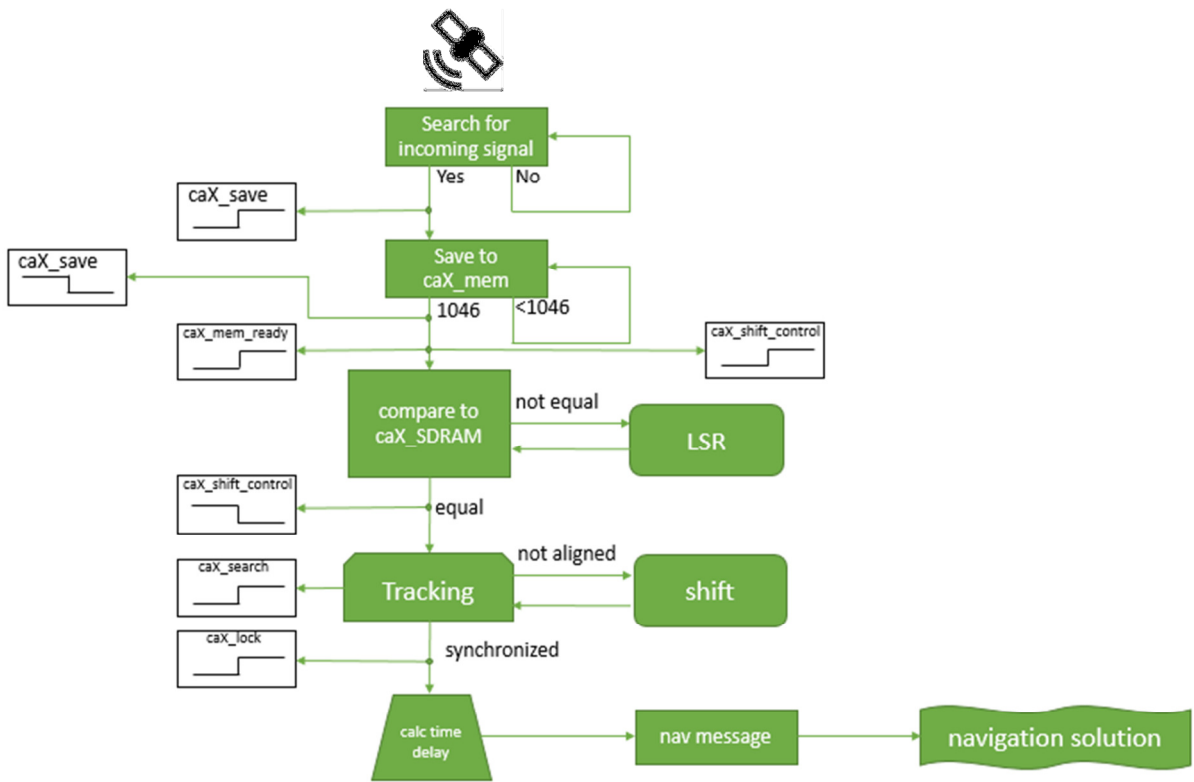 Search for
incoming signal
Yes
No
caX_save
caX_save
Save to
caX_mem
1046
<1046
caX_mem_ready
caX_shift_control
compare to
caX_SDRAM
not equal
LSR
caX_shift_control
equal
not aligned
caX_search
Tracking
shift
caX_lock
synchronized
calc time
delay
nav message
navigation solution